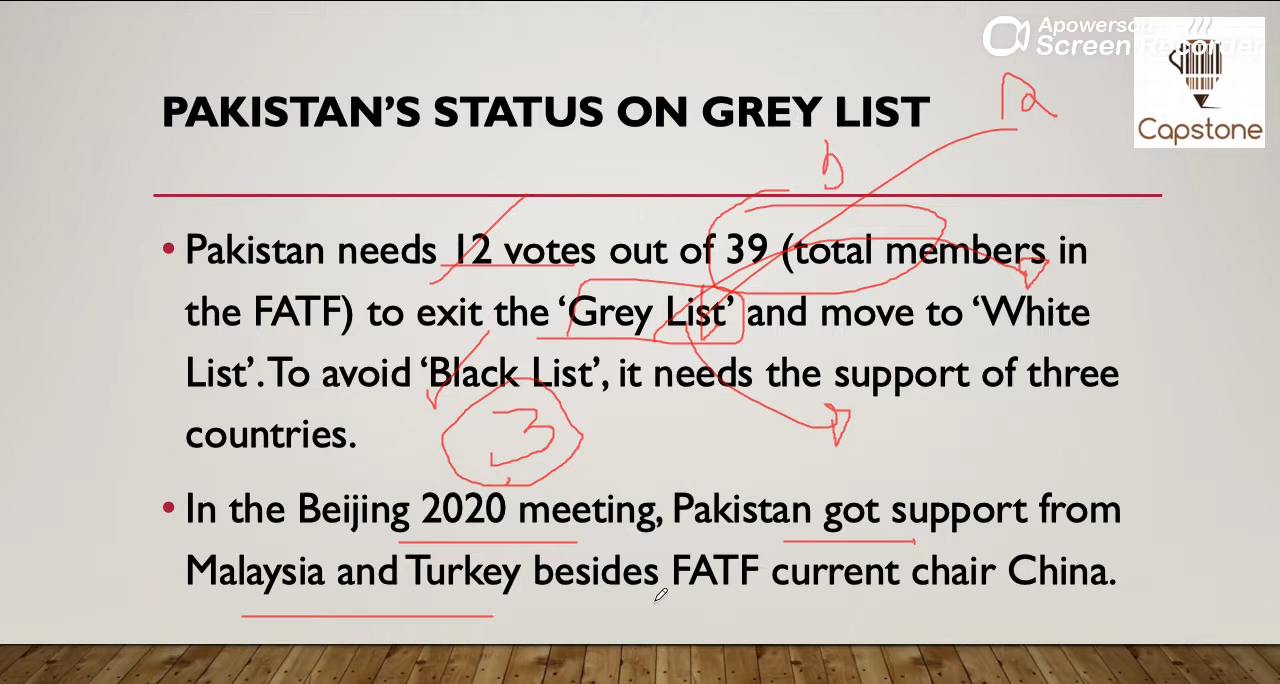 Apowersoft
Screen Recorder
Capstone
PAKISTAN'S STATUS ON GREY LIST
• Pakistan needs 12 votes out of 39 (total members in
the FATF) to exit the ‘Grey List’ and move to ‘White
List’. To avoid ‘Black List’, it needs the support of three
countries.
3
• In the Beijing 2020 meeting, Pakistan got support from
Malaysia and Turkey besides FATF current chair China.